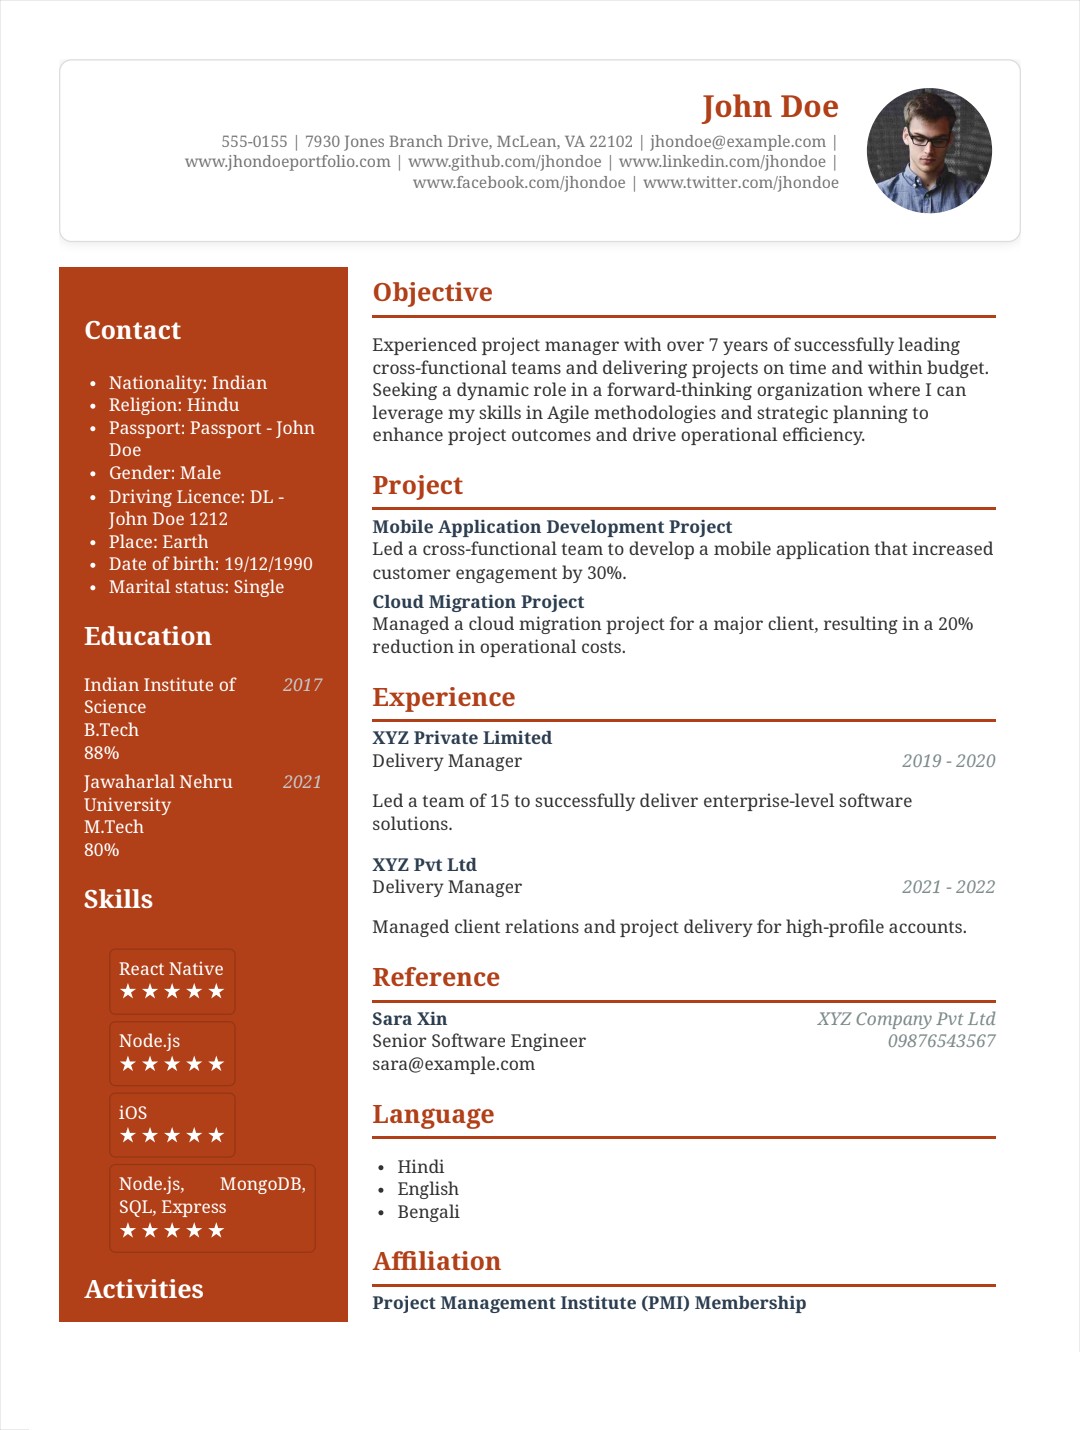 John Doe
555-0155 | 7930 Jones Branch Drive, McLean, VA 22102 | jhondoe@example.com |
www.jhondoeportfolio.com | www.github.com/jhondoe | www.linkedin.com/jhondoe |
www.facebook.com/jhondoe | www.twitter.com/jhondoe
Contact
• Nationality: Indian
• Religion: Hindu
• Passport: Passport - John
Doe
• Gender: Male
• Driving Licence: DL -
John Doe 1212
• Place: Earth
• Date of birth: 19/12/1990
• Marital status: Single
Education
Indian Institute of 2017
Science
B.Tech
88%
Jawaharlal Nehru 2021
University
M.Tech
80%
Skills
React Native
★★★★★
Node.js
★★★★★
iOS
★★★★★
Node.js, MongoDB,
SQL, Express
★★★★★
Activities
Objective
Experienced project manager with over 7 years of successfully leading
cross-functional teams and delivering projects on time and within budget.
Seeking a dynamic role in a forward-thinking organization where I can
leverage my skills in Agile methodologies and strategic planning to
enhance project outcomes and drive operational efficiency.
Project
Mobile Application Development Project
Led a cross-functional team to develop a mobile application that increased
customer engagement by 30%.
Cloud Migration Project
Managed a cloud migration project for a major client, resulting in a 20%
reduction in operational costs.
Experience
XYZ Private Limited
Delivery Manager 2019 - 2020
Led a team of 15 to successfully deliver enterprise-level software
solutions.
XYZ Pvt Ltd
Delivery Manager 2021 - 2022
Managed client relations and project delivery for high-profile accounts.
Reference
Sara Xin XYZ Company Pvt Ltd
Senior Software Engineer 09876543567
sara@example.com
Language
• Hindi
• English
• Bengali
Affiliation
Project Management Institute (PMI) Membership